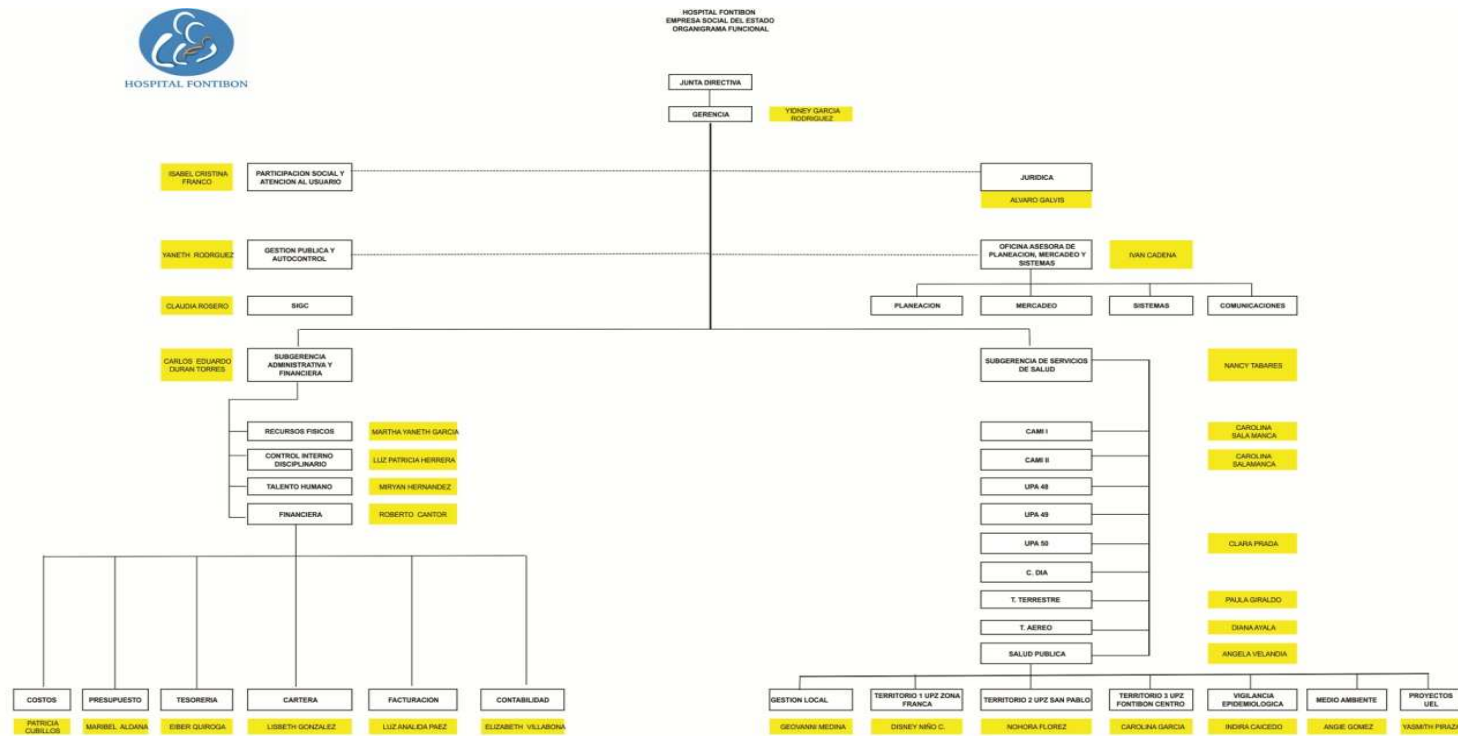 HOSPITAL FONTIBON
EMPRESA SOCIAL DEL ESTADO
ORGANIGRAMA FUNCIONAL
HOSPITAL FONTIBON
JUNTA DIRECTIVA
GERENCIA
YIDNEY GARCIA
RODRIGUEZ
ISABEL CRISTINA
FRANCO
PARTICIPACION SOCIAL Y
ATENCION AL USUARIO
JURIDICA
ALVARO GALVIS
YANETH RODRGUEZ
GESTION PUBLICA Y
AUTOCONTROL
OFICINA ASESORA DE
PLANEACION, MERCADEO Y
SISTEMAS
IVAN CADENA
CLAUDIA ROSERO
SIGC
PLANEACION
MERCADEO
SISTEMAS
COMUNICACIONES
CARLOS EDUARDO
DURAN TORRES
SUBGERENCIA
ADMINISTRATIVA Y
FINANCIERA
SUBGERENCIA DE SERVICIOS
DE SALUD
NANCY TABARES
RECURSOS FISICOS
MARTHA YANETH GARCIA
CONTROL INTERNO
DISCIPLINARIO
LUZ PATRICIA HERRERA
TALENTO HUMANO
MIRYAN HERNANDEZ
FINANCIERA
ROBERTO CANTOR
CAMI I
CAROLINA
SALA MANCA
CAMI II
CAROLINA
SALAMANCA
UPA 48
UPA 49
UPA 50
CLARA PRADA
C. DIA
T. TERRESTRE
PAULA GIRALDO
T. AEREO
DIANA AYALA
SALUD PUBLICA
ANGELA VELANDIA
COSTOS
PRESUPUESTO
TESORERIA
CARTERA
FACTURACION
CONTABILIDAD
PATRICIA
CUBILLOS
MARIBEL ALDANA
EIBER QUIROGA
LISBETH GONZALEZ
LUZ ANALIDA PAEZ
ELIZABETH VILLABONA
GESTION LOCAL
TERRITORIO 1 UPZ ZONA
FRANCA
TERRITORIO 2 UPZ SAN PABLO
TERRITORIO 3 UPZ
FONTIBON CENTRO
VIGILANCIA
EPIDEMIOLOGICA
MEDIO AMBIENTE
PROYECTOS
UEL
GEOVANNI MEDINA
DISNEY NIÑO C.
NOHORA FLOREZ
CAROLINA GARCIA
INDIRA CAICEDO
ANGIE GOMEZ
YASMITH PIRAZA